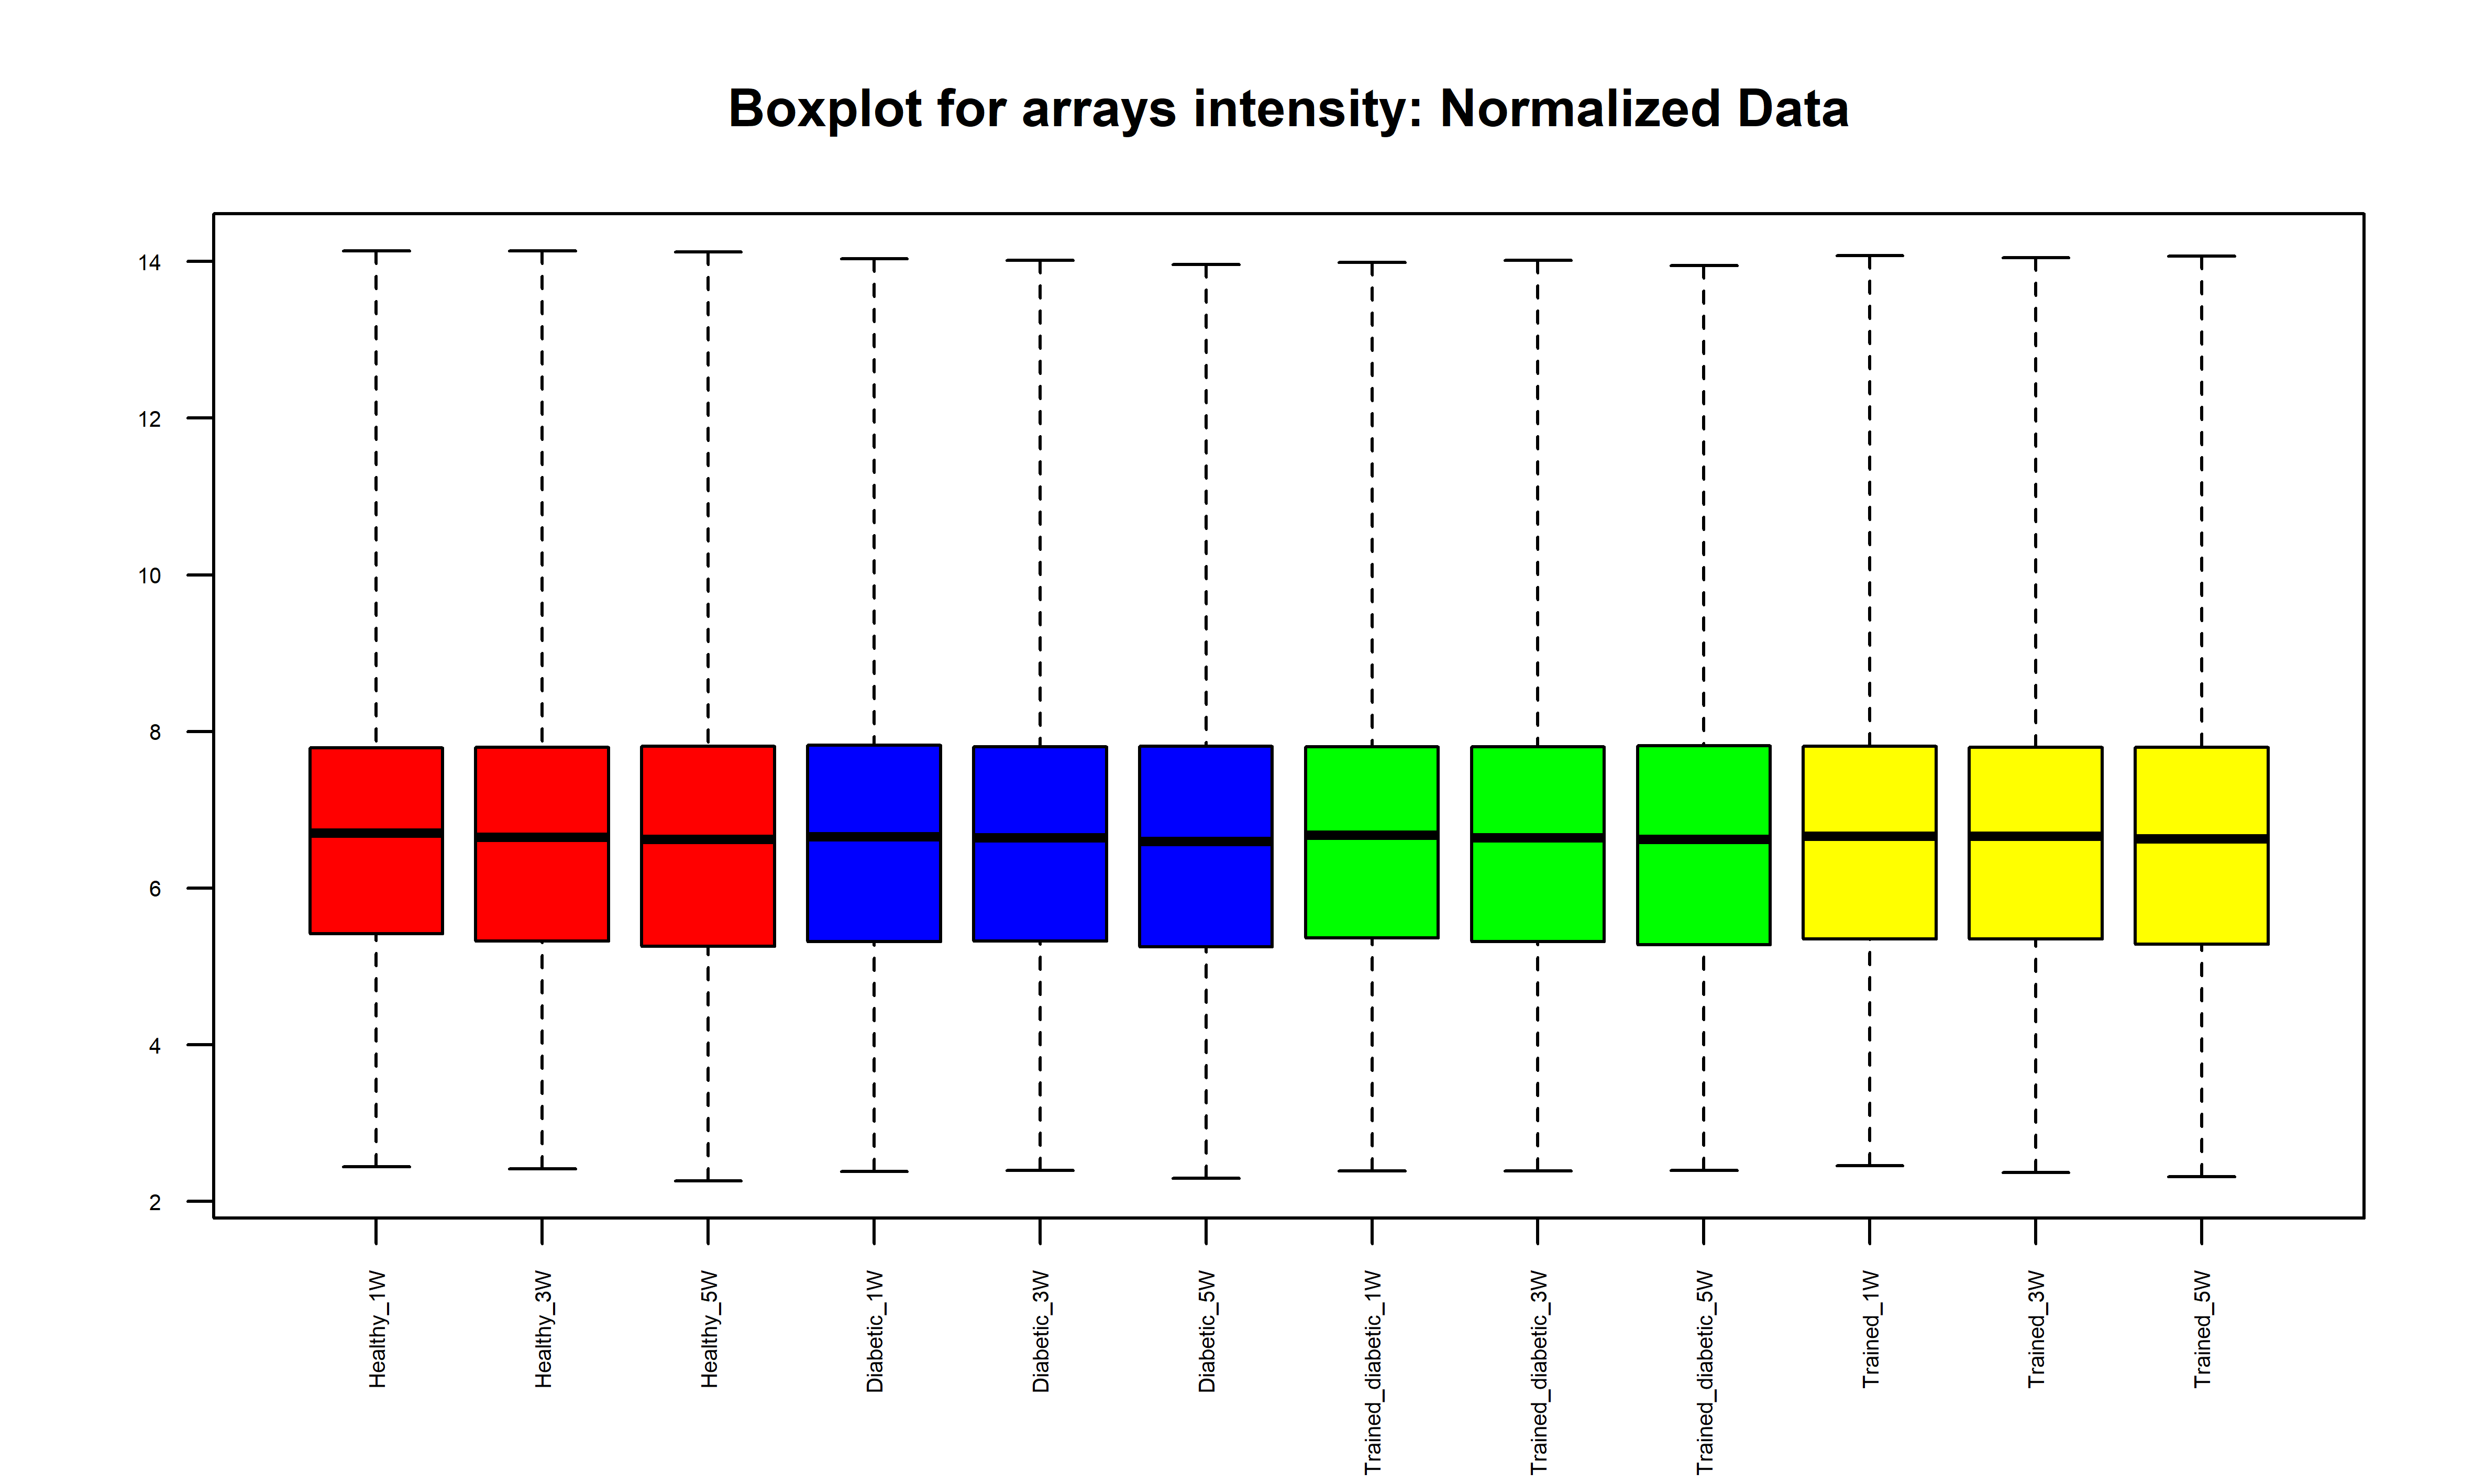 Boxplot for arrays intensity: Normalized Data
14
12
10
8
6
4
2
Healthy_1W
Healthy_3W
Healthy_5W
Diabetic_1W
Diabetic_3W
Diabetic_5W
Trained_diabetic_1W
Trained_diabetic_3W
Trained_diabetic_5W
Trained_1W
Trained_3W
Trained_5W